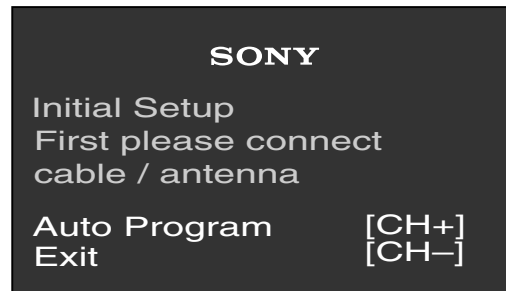 SONY
Initial Setup
First please connect
cable / antenna
Auto Program [CH+]
Exit [CH–]